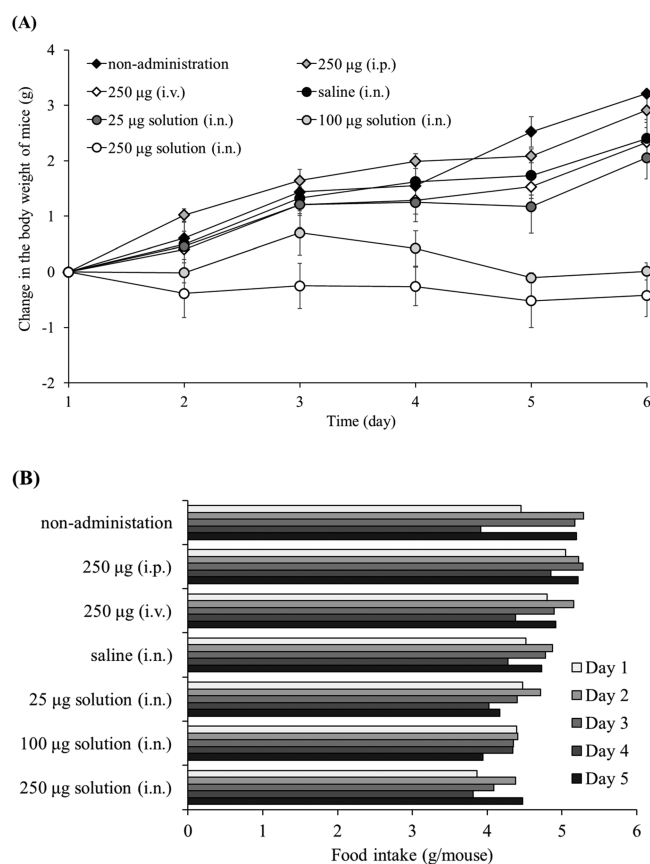 (A)
4
3
2
1
0
-1
-2
Change in the body weight of mice (g)
non-administration
250 μg (i.p.)
250 μg (i.v.)
saline (i.n.)
25 μg solution (i.n.)
100 μg solution (i.n.)
250 μg solution (i.n.)
1 2 3 4 5 6
Time (day)
(B)
non-administation
250 μg (i.p.)
250 μg (i.v.)
saline (i.n.)
25 μg solution (i.n.)
100 μg solution (i.n.)
250 μg solution (i.n.)
Day 1
Day 2
Day 3
Day 4
Day 5
0 1 2 3 4 5 6
Food intake (g/mouse)